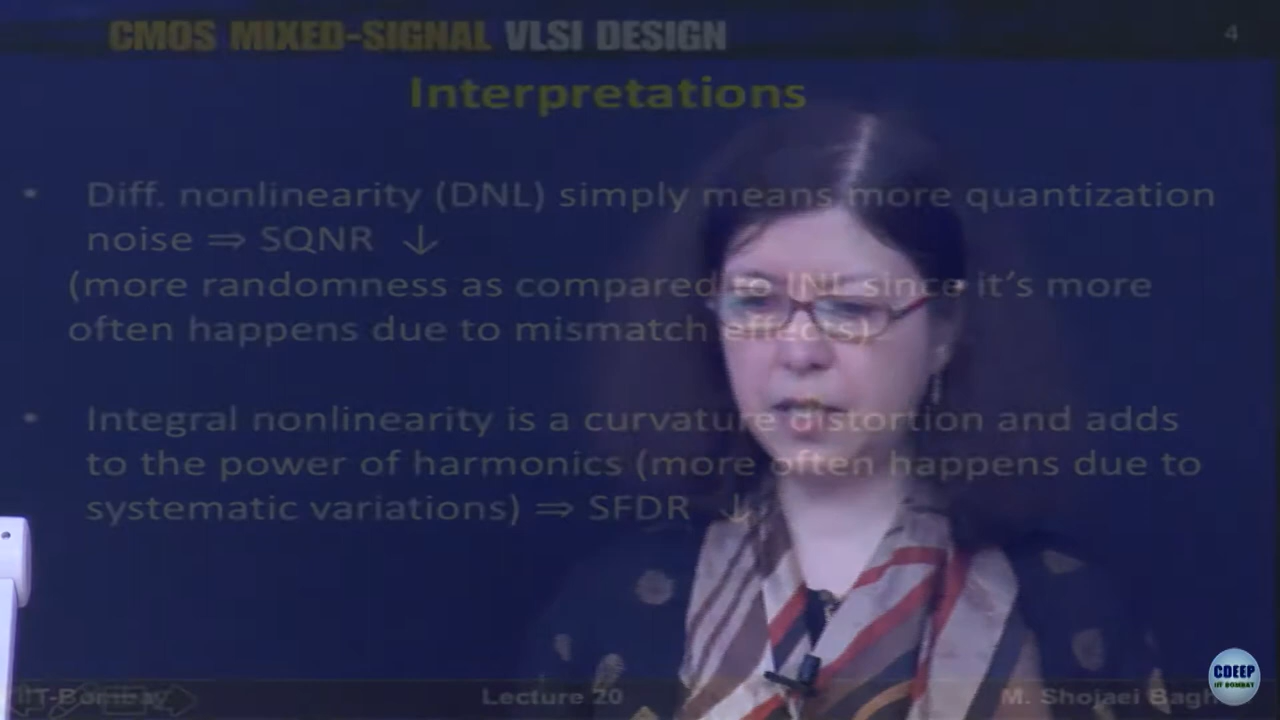 CMOS MIXED-SIGNAL VLSI DESIGN
4
Interpretations
• Diff. nonlinearity (DNL) simply means more quantization
noise ⇒ SQNR ↓
(more randomness as compared to INL since it's more
often happens due to mismatch effects)
• Integral nonlinearity is a curvature distortion and adds
to the power of harmonics (more often happens due to
systematic variations) ⇒ SFDR ↓
IIT-Bombay
Lecture 20
M. Shojaei
CDEEP
IIT BOMBAY